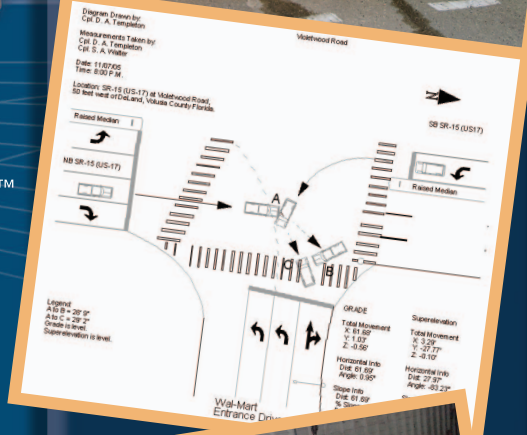 Diagram Drawn by:
Cpl. D. A. Templeton
Measurements Taken by:
Cpl. D. A. Templeton
Cpl. S. A. Watter
Date: 11/07/05
Time: 8:00 P.M.
Location: SR-15 (US-17) at Violetwood Road,
50 feet west of DeLand, Volusia County Florida.
Violetwood Road
N
SB SR-15 (US17)
Raised Median
NB SR-15 (US-17)
Raised Median
TM
A
B
C
Legend:
A to B = 28' 9"
A to C = 29' 2"
Grade is level.
Superelevation is level.
GRADE
Total Movement
X: 61.68'
Y: 1.03'
Z: -0.56'
Horizontal Info
Dist: 61.69'
Angle: 0.95°
Slope Info
Dist: 61.69'
Superelevation
Total Movement
X: 3.29'
Y: -27.77'
Z: -0.10'
Horizontal Info
Dist: 27.97'
Angle: -83.23°
Wal-Mart
Entrance